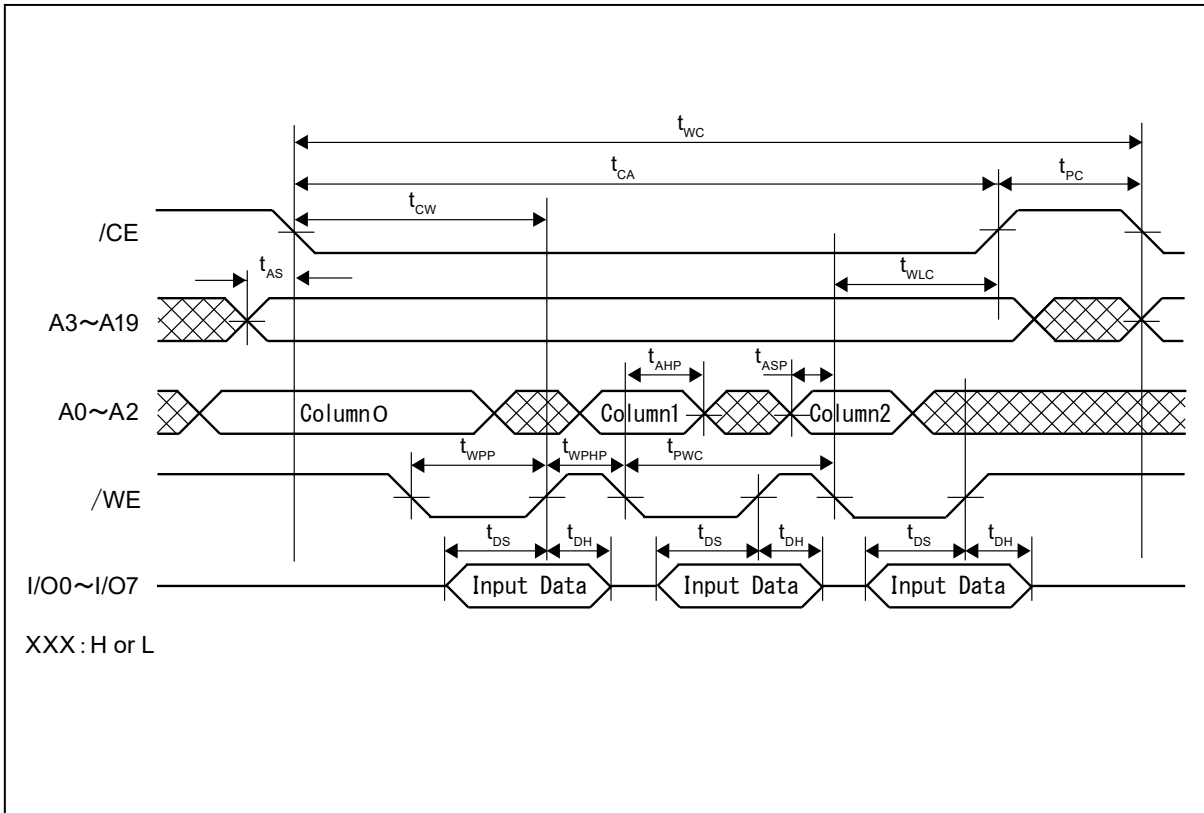 tWC
tCA
tPC
tCW
/CE
tAS
tWLC
A3～A19
tAHP
tASP
A0～A2
Column0
Column1
Column2
tWPP
tWPHP
tPWC
/WE
tDS
tDH
tDS
tDH
tDS
tDH
I/O0～I/O7
Input Data
Input Data
Input Data
XXX : H or L